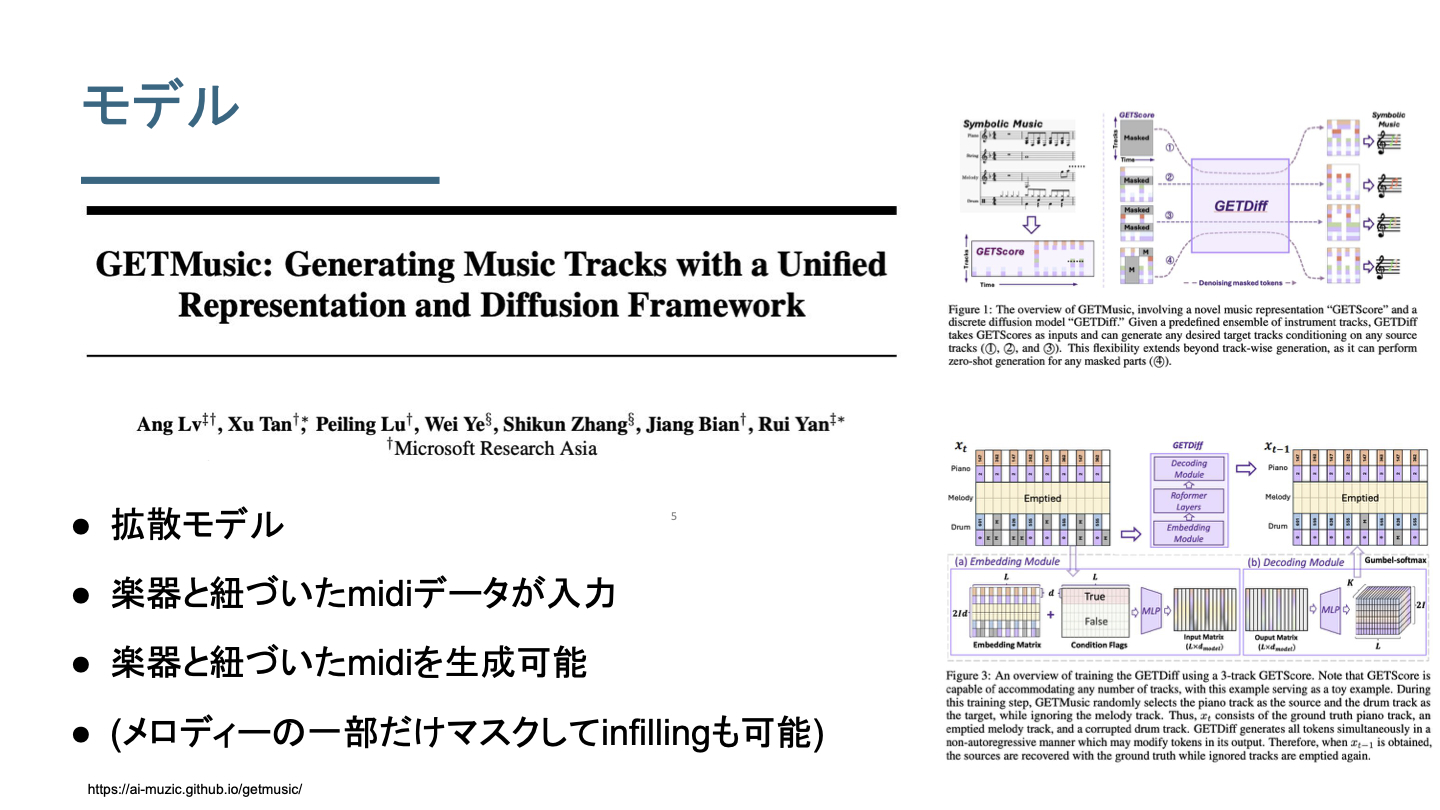 モデル
GETMusic: Generating Music Tracks with a Unified
Representation and Diffusion Framework
Ang Lv‡†, Xu Tan†,* Peiling Lu†, Wei Ye§, Shikun Zhang§, Jiang Bian†, Rui Yan‡*
†Microsoft Research Asia
● 拡散モデル
● 楽器と紐づいたmidiデータが入力
● 楽器と紐づいたmidiを生成可能
● (メロディーの一部だけマスクしてinfillingも可能)
https://ai-muzic.github.io/getmusic/
5
Symbolic Music
Piano
String
Melody
Drum
GETScore
Tracks
Time
GETScore
Tracks
Masked
Time
Masked
Masked
Masked
M
M
①
②
③
④
GETDiff
Symbolic
Music
Denoising masked tokens
Figure 1: The overview of GETMusic, involving a novel music representation “GETScore” and a
discrete diffusion model “GETDiff.” Given a predefined ensemble of instrument tracks, GETDiff
takes GETScores as inputs and can generate any desired target tracks conditioning on any source
tracks (①, ②, and ③). This flexibility extends beyond track-wise generation, as it can perform
zero-shot generation for any masked parts (④).
xt
Piano
Melody
Emptied
Drum
GETDiff
Decoding
Module
Roformer
Layers
Embedding
Module
xt−1
Piano
Melody
Emptied
Drum
(a) Embedding Module
L
L
2Id
d
+
True
False
MLP
Embedding Matrix
Condition Flags
Input Matrix
(L×dmodel)
(b) Decoding Module
Gumbel-softmax
MLP
K
2I
L
Ouput Matrix
(L×dmodel)
Figure 3: An overview of training the GETDiff using a 3-track GETScore. Note that GETScore is
capable of accommodating any number of tracks, with this example serving as a toy example. During
this training step, GETMusic randomly selects the piano track as the source and the drum track as
the target, while ignoring the melody track. Thus, xt consists of the ground truth piano track, an
emptied melody track, and a corrupted drum track. GETDiff generates all tokens simultaneously in a
non-autoregressive manner which may modify tokens in its output. Therefore, when xt−1 is obtained,
the sources are recovered with the ground truth while ignored tracks are emptied again.